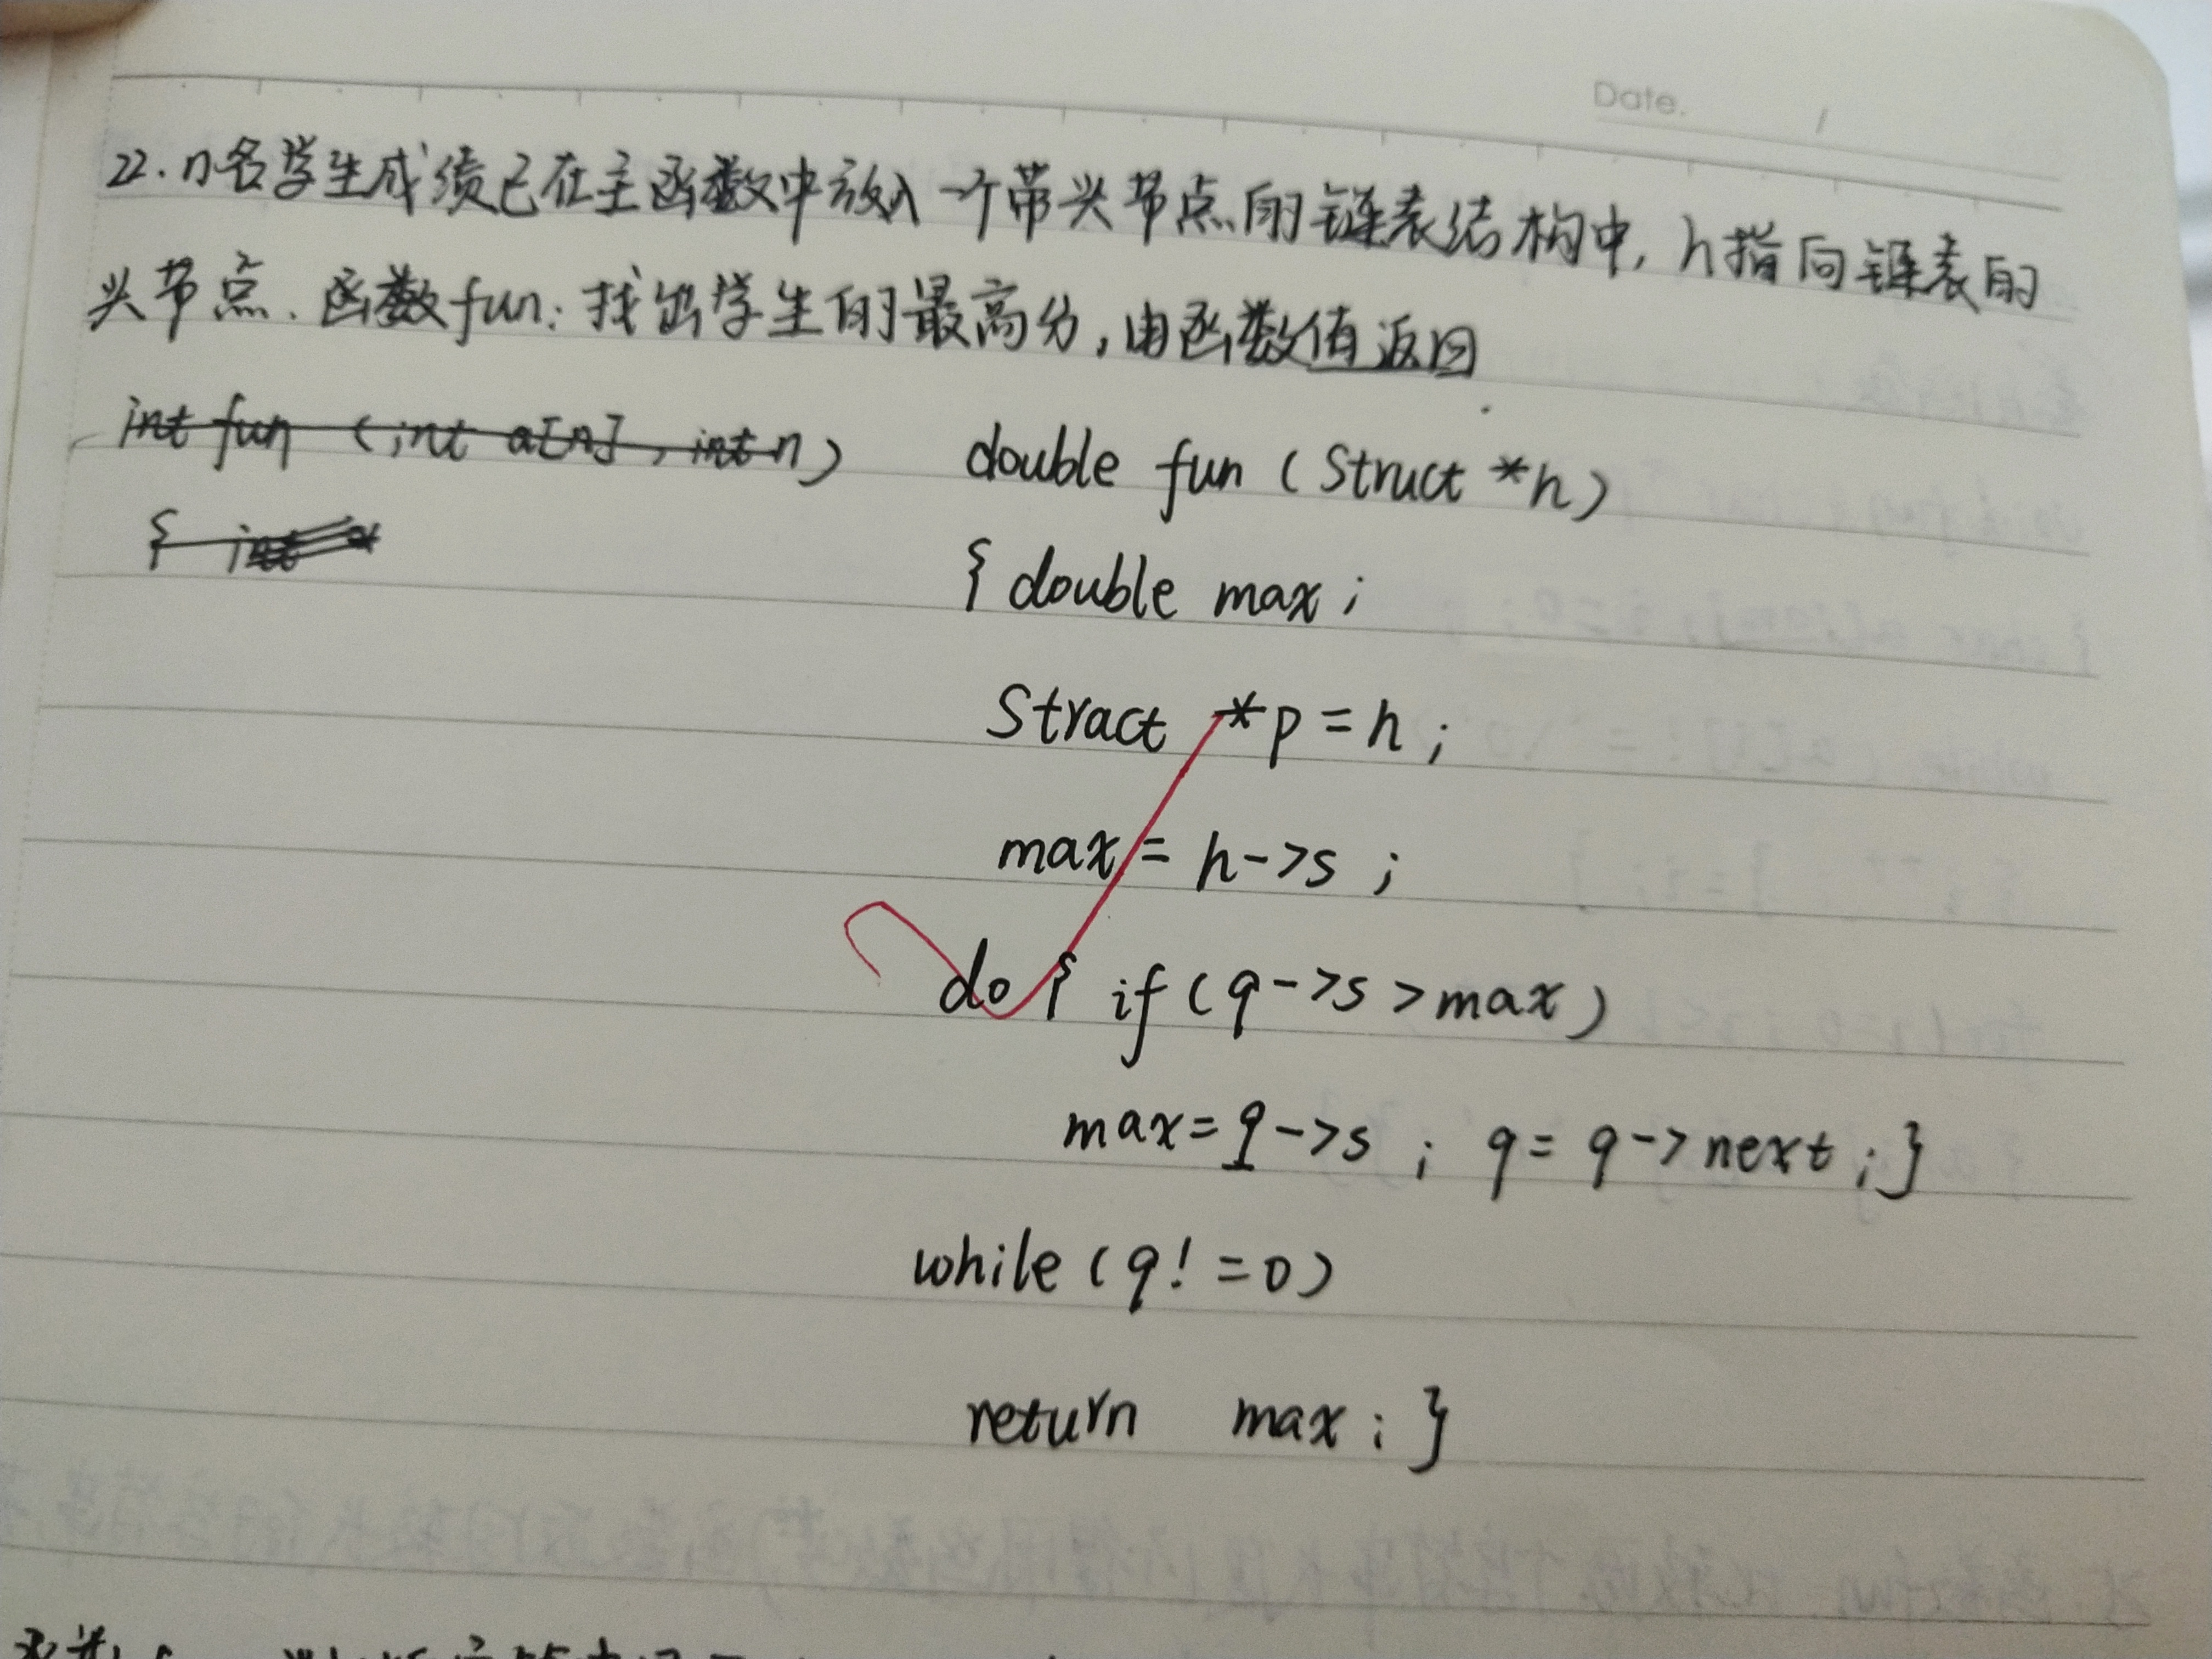 Date. /
22. n名学生成绩已在主函数中放入一个带头节点的链表结构中, h指向链表的
头节点. 函数fun: 找出学生的最高分, 由函数值返回
int fun (int a[n], int n) double fun (Struct *h)
{ int { double max ;
Stract *p = h ;
max = h->s ;
do { if (q->s > max)
max = q->s ; q = q->next ; }
while (q! = 0)
return max ; }